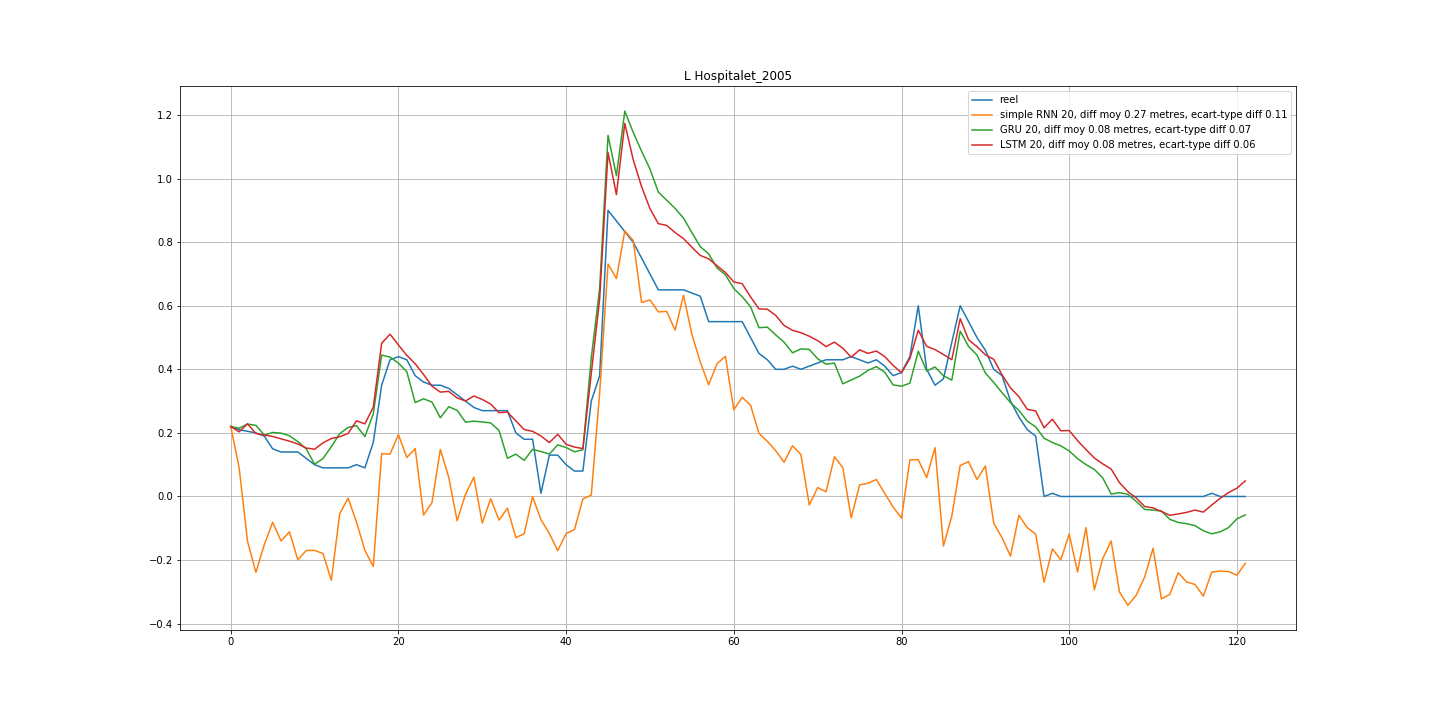 L Hospitalet_2005
reel
simple RNN 20, diff moy 0.27 metres, ecart-type diff 0.11
GRU 20, diff moy 0.08 metres, ecart-type diff 0.07
LSTM 20, diff moy 0.08 metres, ecart-type diff 0.06
1.2
1.0
0.8
0.6
0.4
0.2
0.0
−0.2
−0.4
0 20 40 60 80 100 120